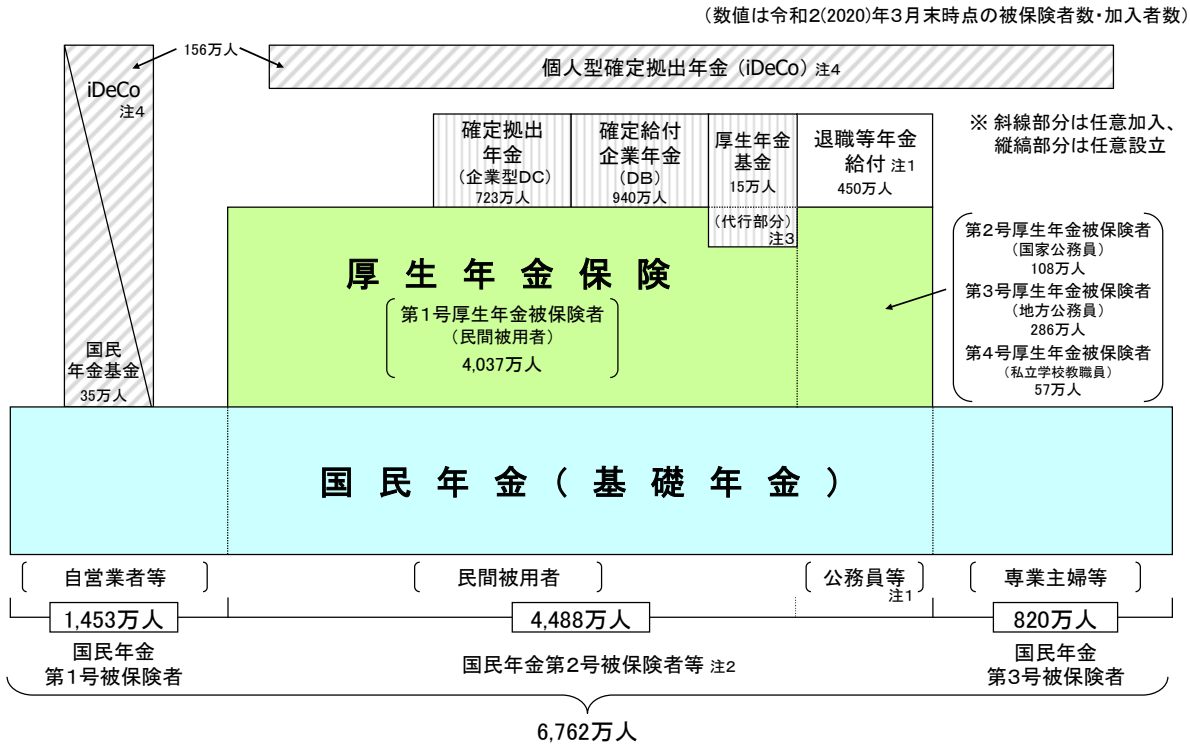 （数値は令和２(2020)年３月末時点の被保険者数・加入者数）
156万人
iDeCo
注4
個人型確定拠出年金（iDeCo）注4
確定拠出
年金
（企業型ＤＣ）
723万人
確定給付
企業年金
（DB）
940万人
厚生年金
基金
15万人
（代行部分）
注3
退職等年金
給付 注1
450万人
※ 斜線部分は任意加入、
縦縞部分は任意設立
厚生年金保険
第１号厚生年金被保険者
（民間被用者）
4,037万人
第２号厚生年金被保険者
（国家公務員）
108万人
第３号厚生年金被保険者
（地方公務員）
286万人
第４号厚生年金被保険者
（私立学校教職員）
57万人
国民
年金基金
35万人
国民年金（基礎年金）
自営業者等
民間被用者
公務員等
注1
専業主婦等
1,453万人
4,488万人
820万人
国民年金
第１号被保険者
国民年金第２号被保険者等 注2
国民年金
第３号被保険者
6,762万人